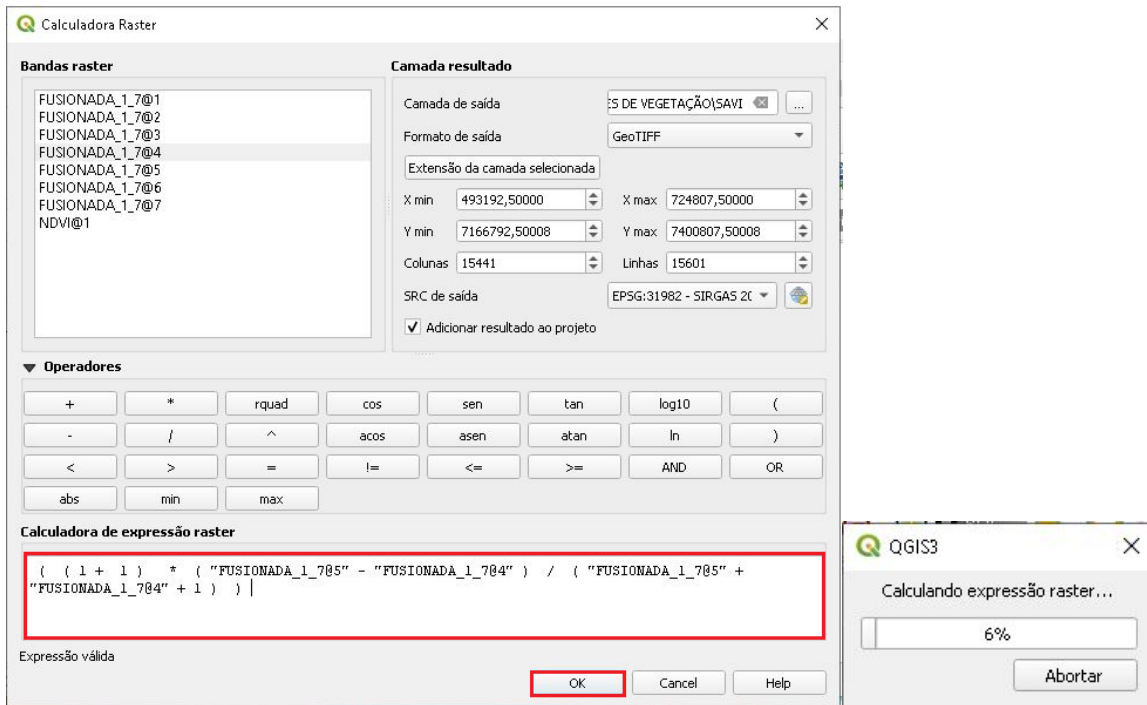 Calculadora Raster
Bandas raster
FUSIONADA_1_7@1
FUSIONADA_1_7@2
FUSIONADA_1_7@3
FUSIONADA_1_7@4
FUSIONADA_1_7@5
FUSIONADA_1_7@6
FUSIONADA_1_7@7
NDVI@1
Camada resultado
Camada de saída
DE VEGETAÇÃO\SAVI
...
Formato de saída
GeoTIFF
Extensão da camada selecionada
X min 493192,50000 X max 724807,50000
Y min 7166792,50008 Y max 7400807,50008
Colunas 15441 Linhas 15601
SRC de saída EPSG:31982 - SIRGAS
Adicionar resultado ao projeto
Operadores
+ * rquad cos sen tan log10 (
- / ^ acos asen atan ln )
< > = != <= >= AND OR
abs min max
Calculadora de expressão raster
( ( 1 + 1 ) * ( "FUSIONADA_1_7@5" - "FUSIONADA_1_7@4" ) / ( "FUSIONADA_1_7@5" +
"FUSIONADA_1_7@4" + 1 ) )
Expressão válida
OK Cancel Help
QGIS3
Calculando expressão raster...
6%
Abortar